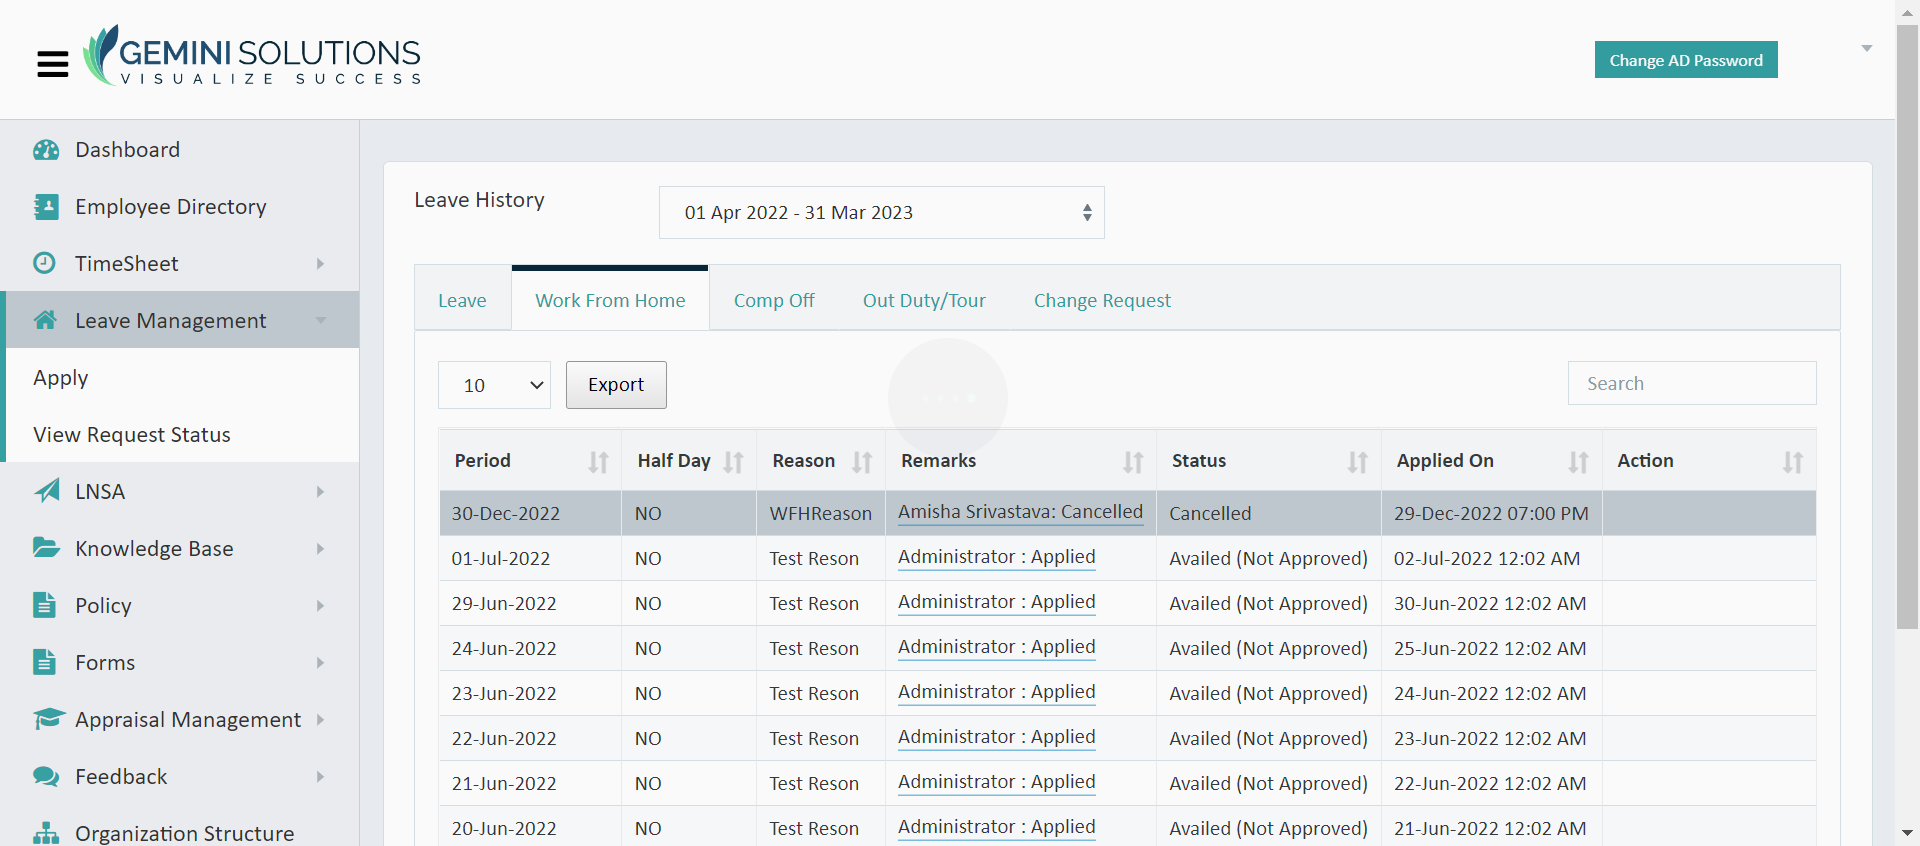 GEMINI SOLUTIONS
VISUALIZE SUCCESS
Change AD Password
Dashboard
Employee Directory
TimeSheet
Leave Management
Apply
View Request Status
LNSA
Knowledge Base
Policy
Forms
Appraisal Management
Feedback
Organization Structure
Leave History
01 Apr 2022 - 31 Mar 2023
Leave Work From Home Comp Off Out Duty/Tour Change Request
10 Export Search
Period Half Day Reason Remarks Status Applied On Action
30-Dec-2022 NO WFHReason Amisha Srivastava: Cancelled Cancelled 29-Dec-2022 07:00 PM
01-Jul-2022 NO Test Reson Administrator : Applied Availed (Not Approved) 02-Jul-2022 12:02 AM
29-Jun-2022 NO Test Reson Administrator : Applied Availed (Not Approved) 30-Jun-2022 12:02 AM
24-Jun-2022 NO Test Reson Administrator : Applied Availed (Not Approved) 25-Jun-2022 12:02 AM
23-Jun-2022 NO Test Reson Administrator : Applied Availed (Not Approved) 24-Jun-2022 12:02 AM
22-Jun-2022 NO Test Reson Administrator : Applied Availed (Not Approved) 23-Jun-2022 12:02 AM
21-Jun-2022 NO Test Reson Administrator : Applied Availed (Not Approved) 22-Jun-2022 12:02 AM
20-Jun-2022 NO Test Reson Administrator : Applied Availed (Not Approved) 21-Jun-2022 12:02 AM